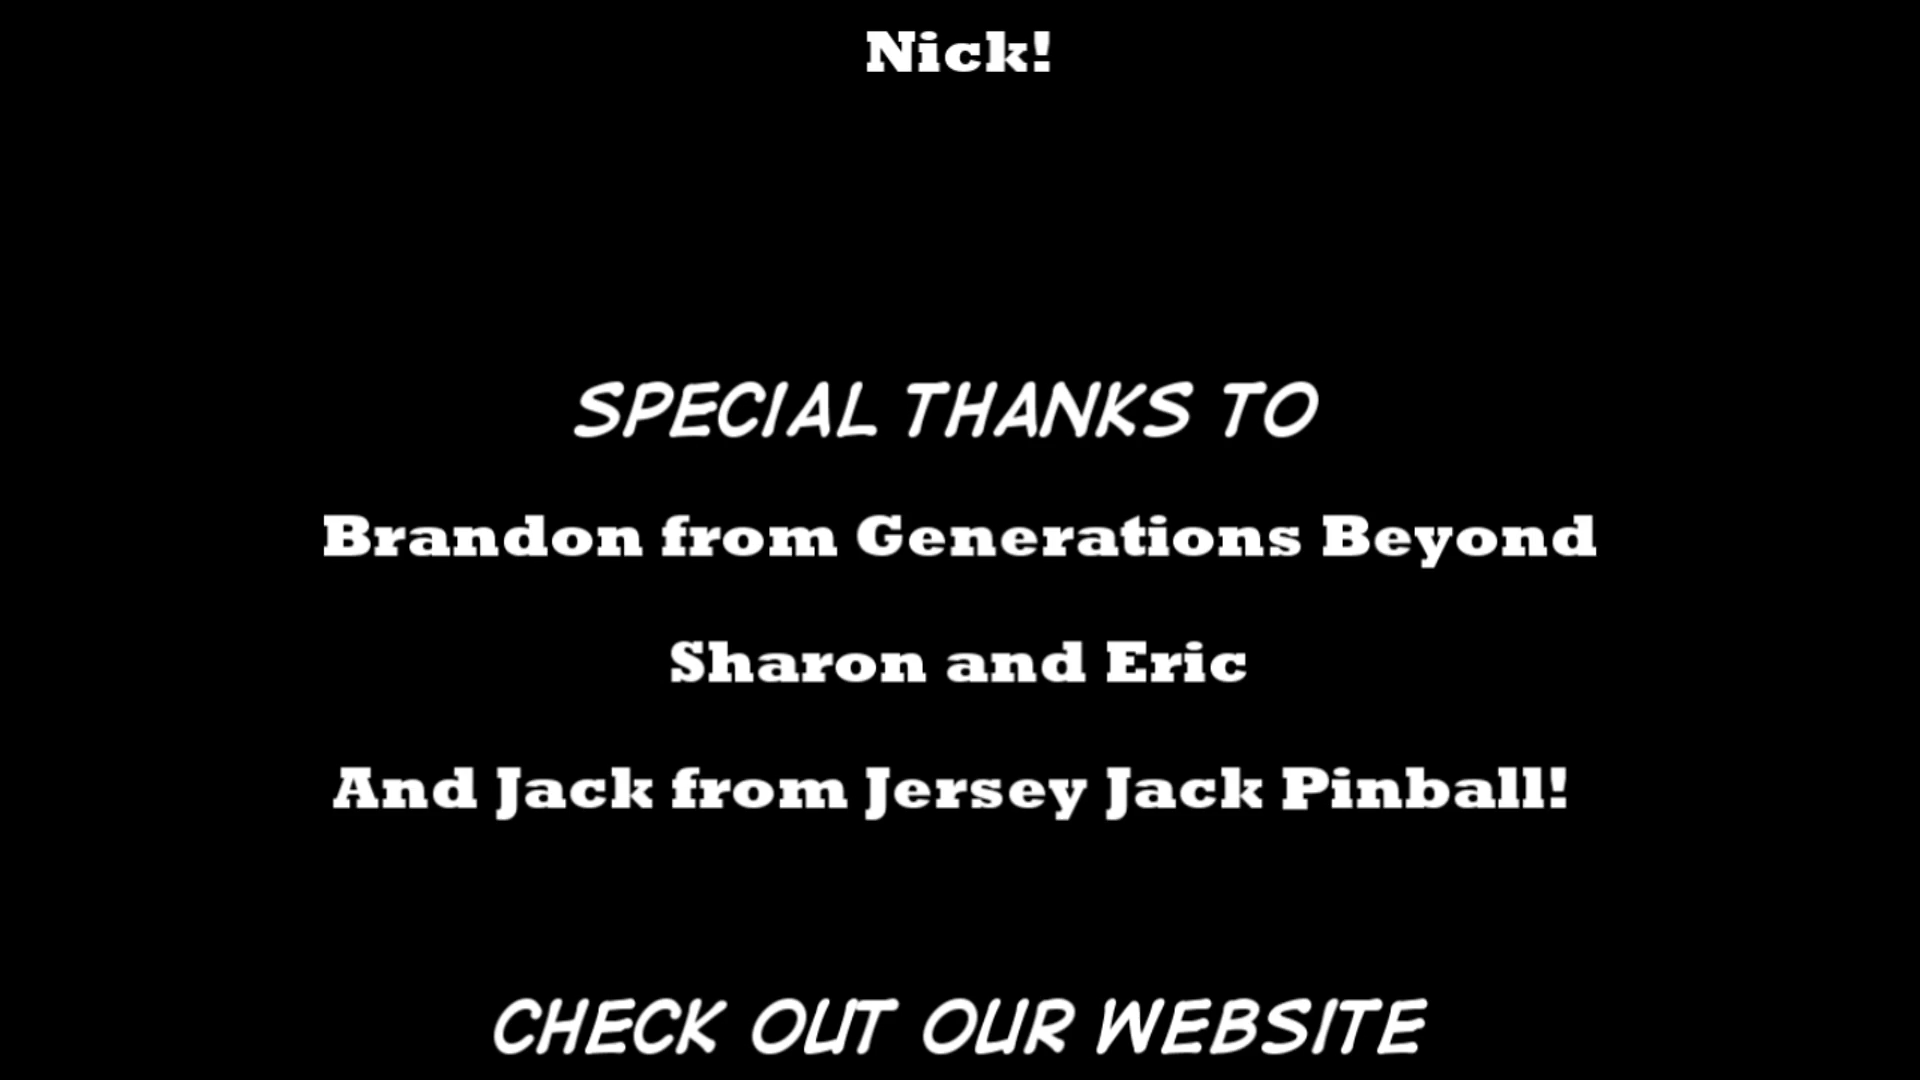 Nick!
SPECIAL THANKS TO
Brandon from Generations Beyond
Sharon and Eric
And Jack from Jersey Jack Pinball!
CHECK OUT OUR WEBSITE